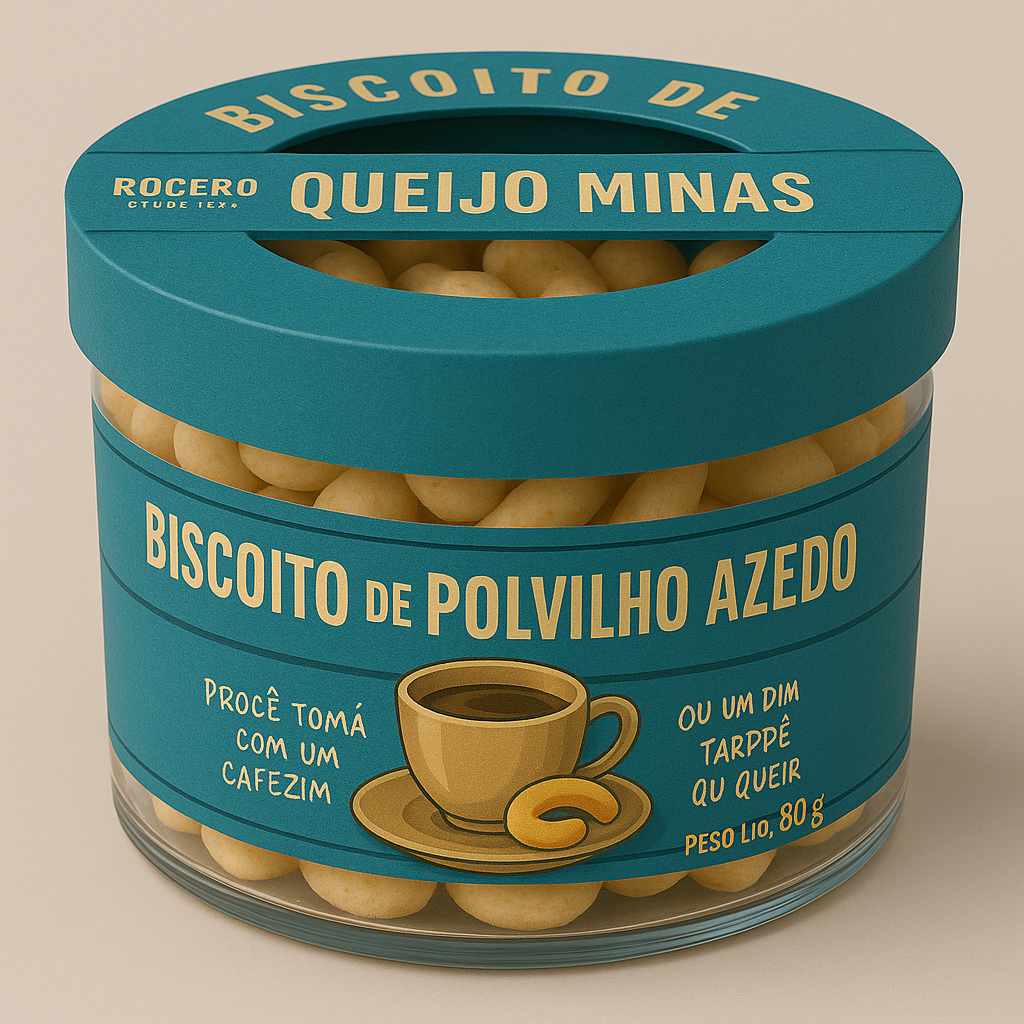 BISCOITO DE
ROCERO
QUEIJO MINAS
BISCOITO DE POLVILHO AZEDO
PROCÊ TOMÁ
COM UM
CAFEZIM
OU UM DIM
TARPPÊ
QU QUEIR
PESO LIO, 80 g